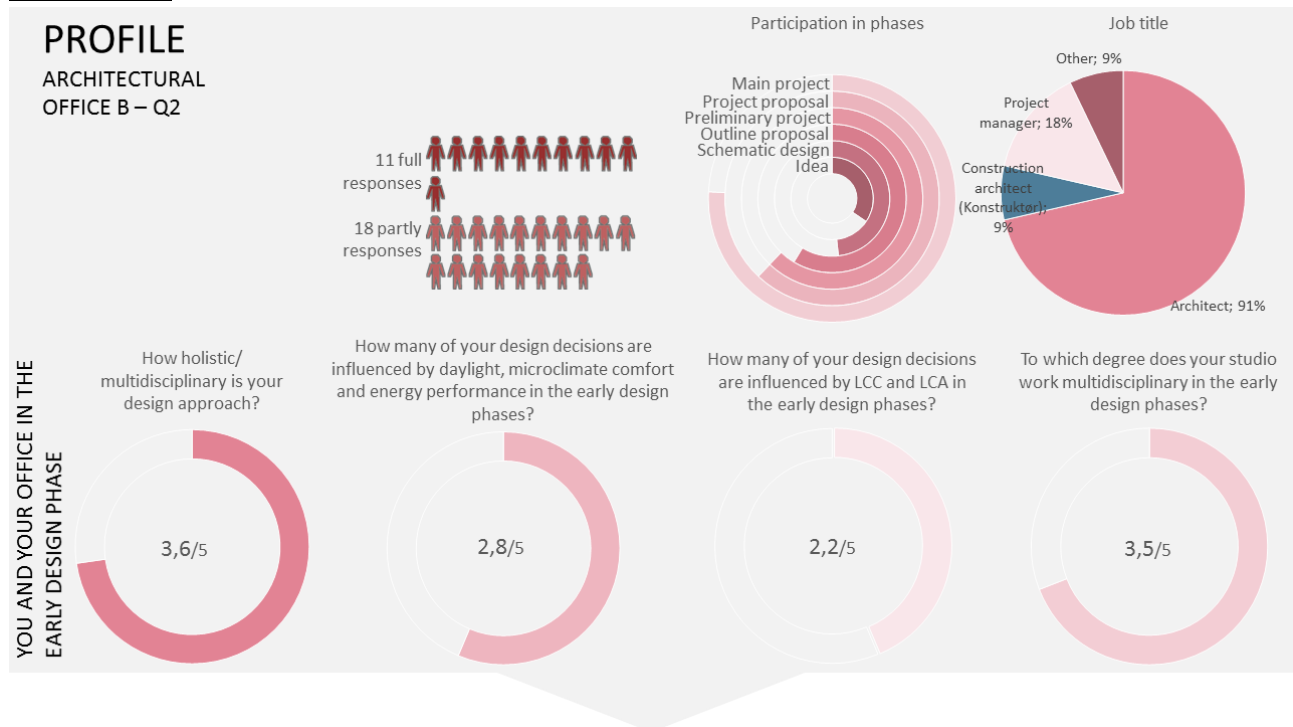 PROFILE
ARCHITECTURAL
OFFICE B – Q2
11 full
responses
18 partly
responses
Participation in phases
Main project
Project proposal
Preliminary project
Outline proposal
Schematic design
Idea
Job title
Other; 9%
Project
manager; 18%
Construction
architect
(Konstruktør);
9%
Architect; 91%
YOU AND YOUR OFFICE IN THE
EARLY DESIGN PHASE
How holistic/
multidisciplinary is your
design approach?
3,6/5
How many of your design decisions are
influenced by daylight, microclimate comfort
and energy performance in the early design
phases?
2,8/5
How many of your design decisions
are influenced by LCC and LCA in
the early design phases?
2,2/5
To which degree does your studio
work multidisciplinary in the early
design phases?
3,5/5